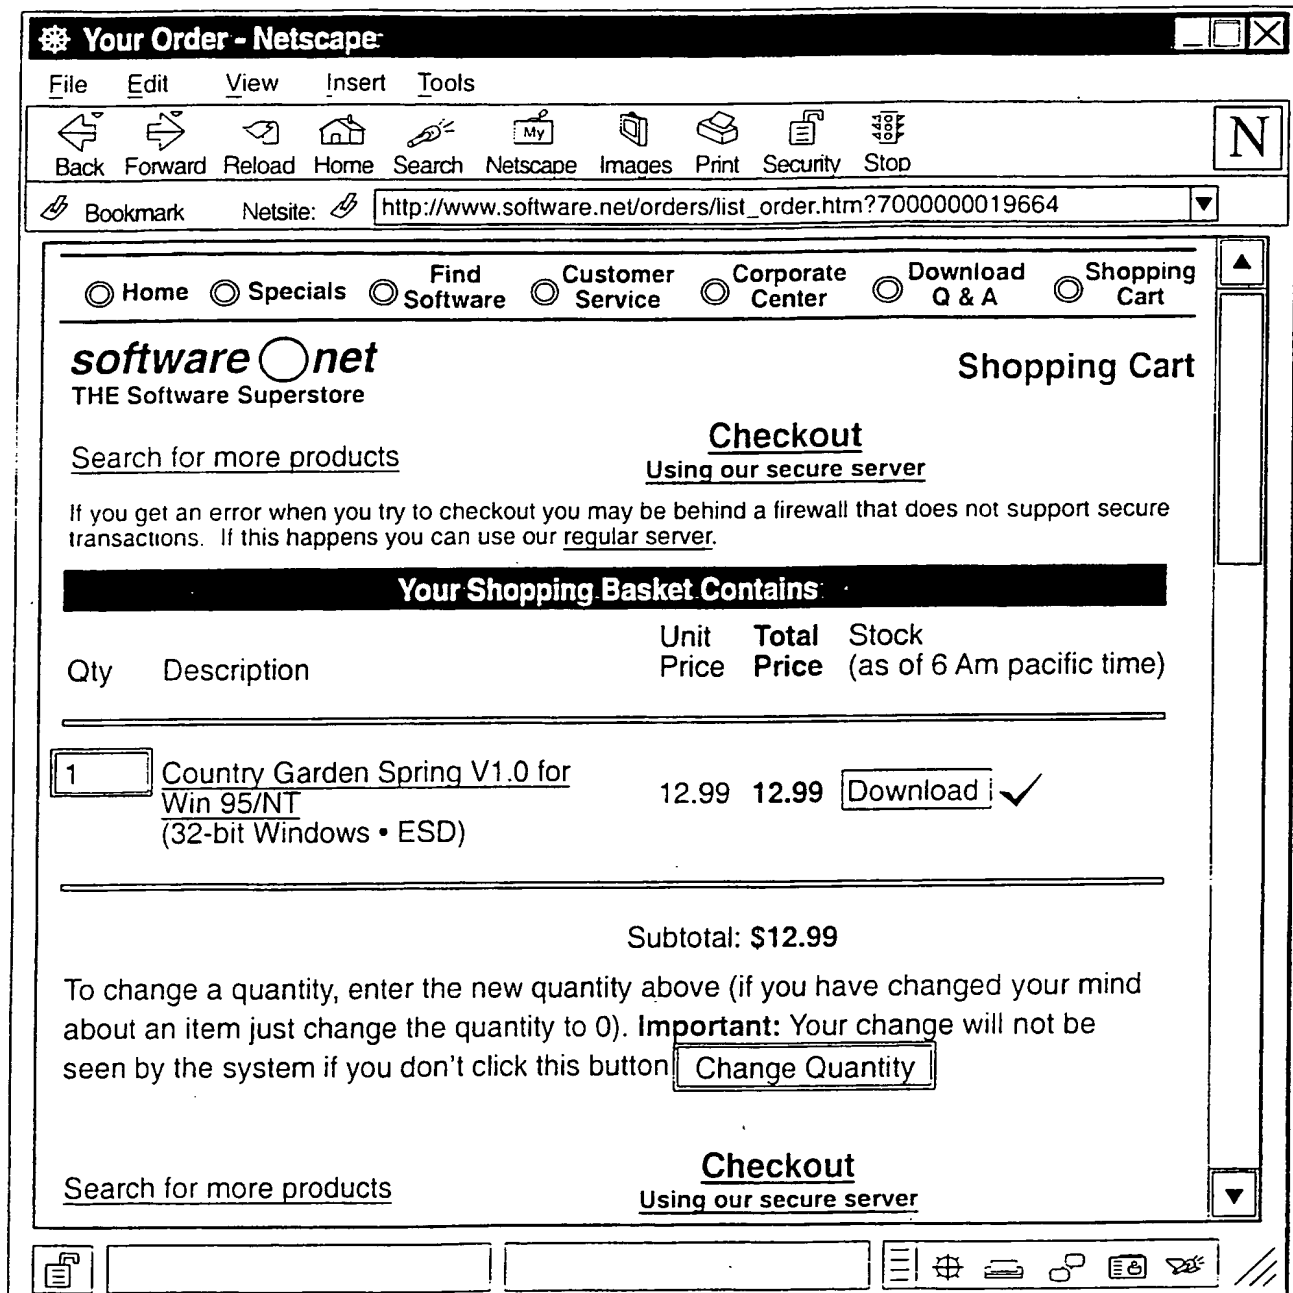 Your Order - Netscape
File Edit View Insert Tools
My
N
Back Forward Reload Home Search Netscape Images Print Security Stop
Bookmark Netsite: http://www.software.net/orders/list_order.htm?7000000019664
Home Specials Find Software Customer Service Corporate Center Download Q & A Shopping Cart
software net
THE Software Superstore
Shopping Cart
Checkout
Search for more products
Using our secure server
If you get an error when you try to checkout you may be behind a firewall that does not support secure
transactions. If this happens you can use our regular server.
Your Shopping Basket Contains
Unit Total Stock
Qty Description Price Price (as of 6 Am pacific time)
1 Country Garden Spring V1.0 for
Win 95/NT 12.99 12.99 Download
(32-bit Windows • ESD)
Subtotal: $12.99
To change a quantity, enter the new quantity above (if you have changed your mind
about an item just change the quantity to 0). Important: Your change will not be
seen by the system if you don't click this button Change Quantity
Checkout
Search for more products
Using our secure server